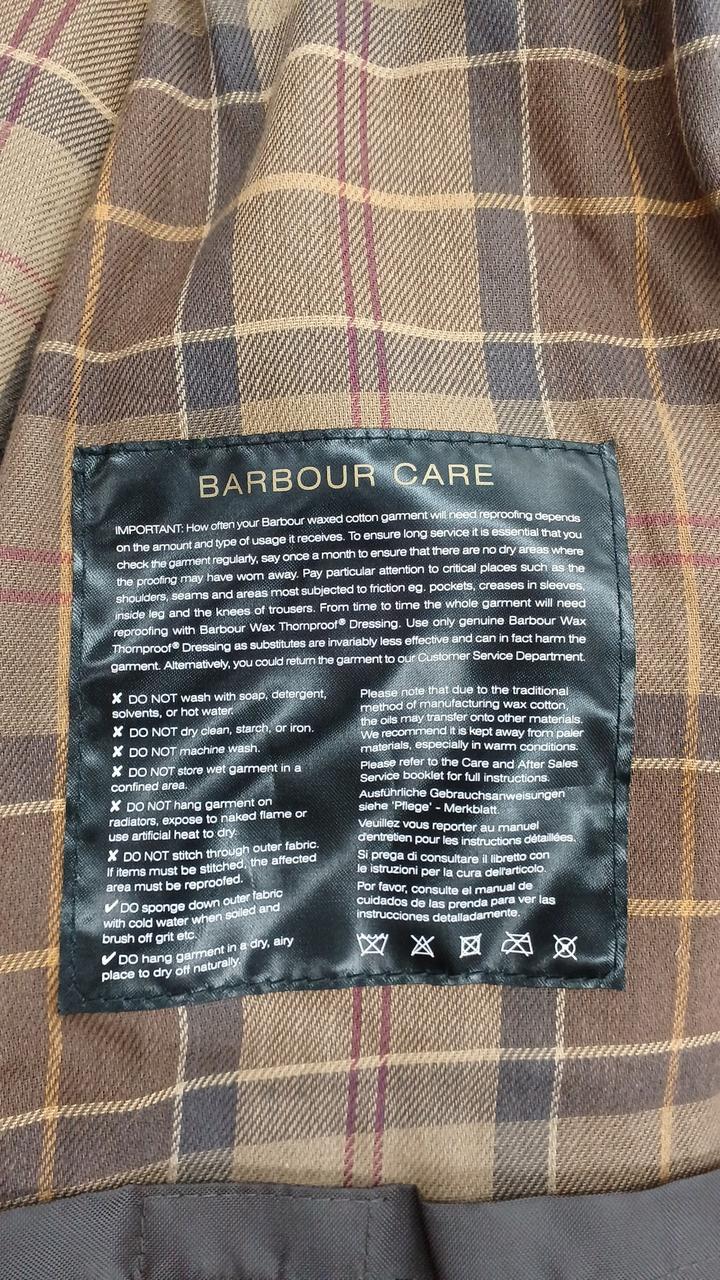 BARBOUR CARE
IMPORTANT: How often your Barbour waxed cotton garment will need reproofing depends
on the amount and type of usage it receives. To ensure long service it is essential that you
check the garment regularly, say once a month to ensure that there are no dry areas where
the proofing may have worn away. Pay particular attention to critical places such as the
shoulders, seams and areas most subjected to friction eg. pockets, creases in sleeves,
inside leg and the knees of trousers. From time to time the whole garment will need
reproofing with Barbour Wax Thornproof® Dressing. Use only genuine Barbour Wax
Thornproof® Dressing as substitutes are invariably less effective and can in fact harm the
garment. Alternatively, you could return the garment to our Customer Service Department.
✘ DO NOT wash with soap, detergent,
solvents, or hot water.
✘ DO NOT dry clean, starch, or iron.
✘ DO NOT machine wash.
✘ DO NOT store wet garment in a
confined area.
✘ DO NOT hang garment on
radiators, expose to naked flame or
use artificial heat to dry.
✘ DO NOT stitch through outer fabric.
If items must be stitched, the affected
area must be reproofed.
✔ DO sponge down outer fabric
with cold water when soiled and
brush off grit etc.
✔ DO hang garment in a dry, airy
place to dry off naturally.
Please note that due to the traditional
method of manufacturing wax cotton,
the oils may transfer onto other materials.
We recommend it is kept away from paler
materials, especially in warm conditions.
Please refer to the Care and After Sales
Service booklet for full instructions.
Ausführliche Gebrauchsanweisungen
siehe 'Pflege' - Merkblatt.
Veuillez vous reporter au manuel
d'entretien pour les instructions détaillées.
Si prega di consultare il libretto con
le istruzioni per la cura dell'articolo.
Por favor, consulte el manual de
cuidados de las prenda para ver las
instrucciones detalladamente.